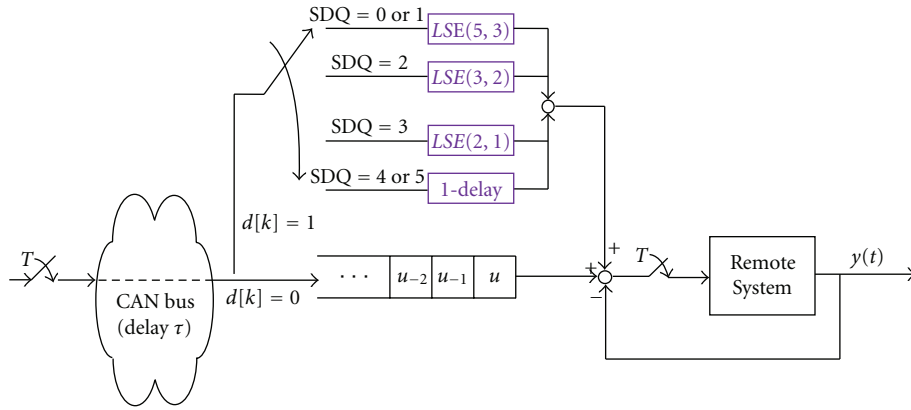 SDQ = 0 or 1
LSE(5, 3)
SDQ = 2
LSE(3, 2)
SDQ = 3
LSE(2, 1)
SDQ = 4 or 5
1-delay
d[k] = 1
T
CAN bus
(delay τ)
d[k] = 0
· · · u−2 u−1 u
+
+
−
T
Remote
System
y(t)